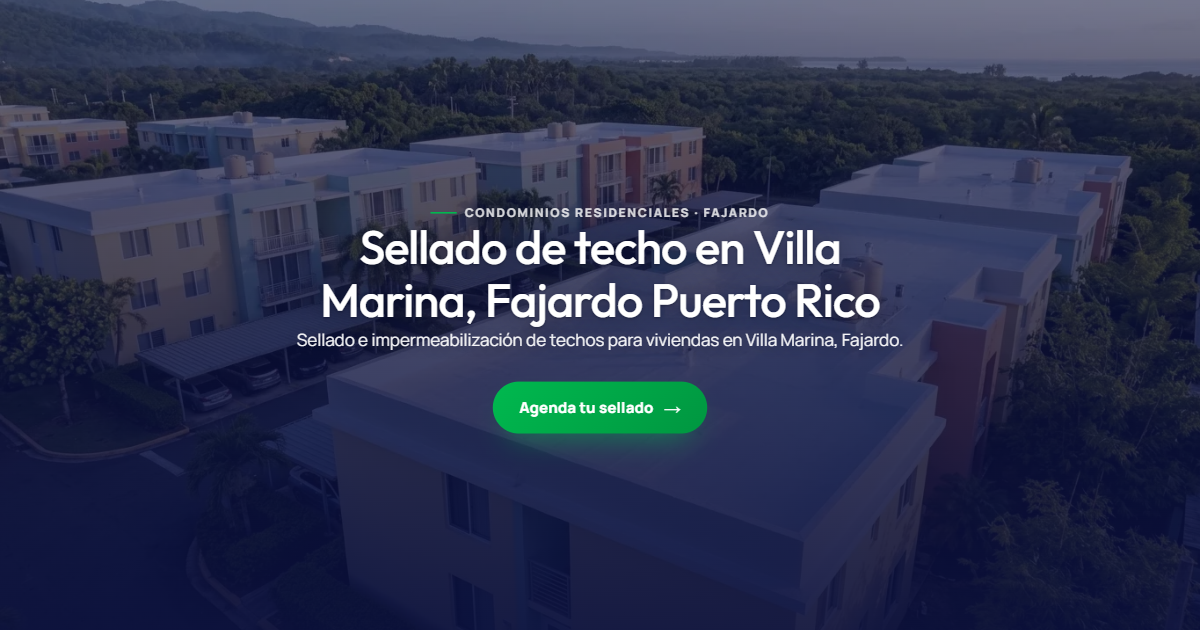 CONDOMINIOS RESIDENCIALES · FAJARDO
Sellado de techo en Villa
Marina, Fajardo Puerto Rico
Sellado e impermeabilización de techos para viviendas en Villa Marina, Fajardo.
Agenda tu sellado →